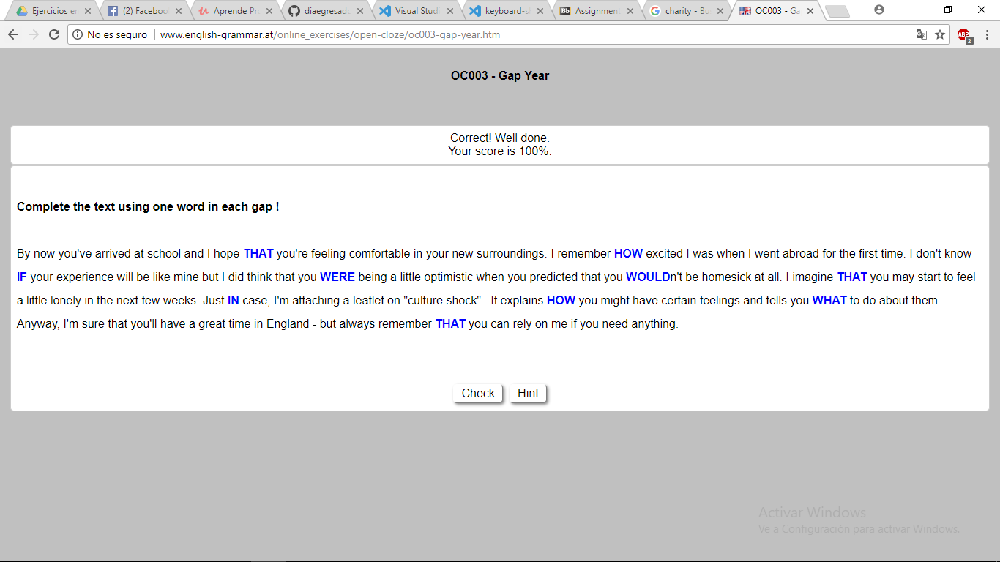 Ejercicios en
(2) Faceboo
Aprende Pr
diaegresado
Visual Studi
keyboard-s
Bb Assignment
charity - Bu
OC003 - Ga
No es seguro | www.english-grammar.at/online_exercises/open-cloze/oc003-gap-year.htm
ABP
2
OC003 - Gap Year
Correct! Well done.
Your score is 100%.
Complete the text using one word in each gap !
By now you've arrived at school and I hope THAT you're feeling comfortable in your new surroundings. I remember HOW excited I was when I went abroad for the first time. I don't know
IF your experience will be like mine but I did think that you WERE being a little optimistic when you predicted that you WOULDn't be homesick at all. I imagine THAT you may start to feel
a little lonely in the next few weeks. Just IN case, I'm attaching a leaflet on "culture shock" . It explains HOW you might have certain feelings and tells you WHAT to do about them.
Anyway, I'm sure that you'll have a great time in England - but always remember THAT you can rely on me if you need anything.
Check Hint
Activar Windows
Ve a Configuración para activar Windows.